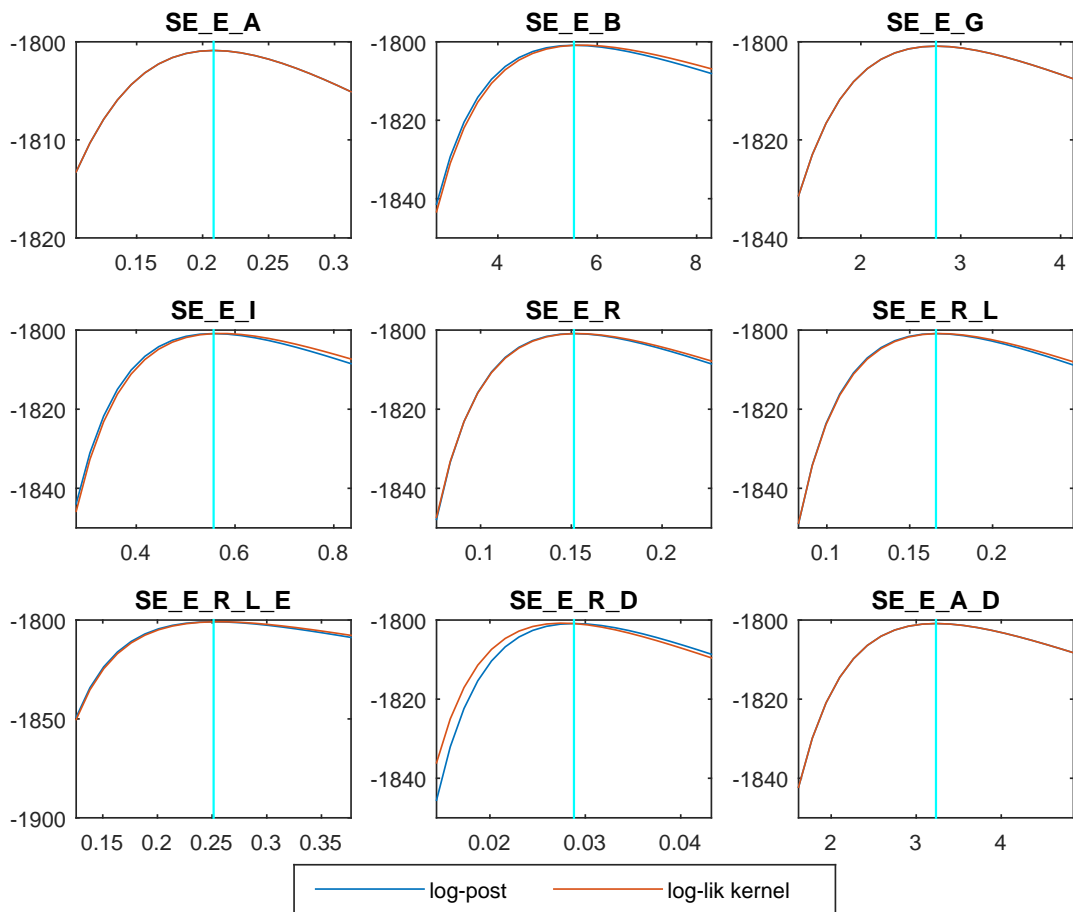 SE_E_A
SE_E_B
SE_E_G
-1800
-1810
-1820
0.15 0.2 0.25 0.3
-1800
-1820
-1840
4 6 8
-1800
-1820
-1840
2 3 4
SE_E_I
SE_E_R
SE_E_R_L
-1800
-1820
-1840
0.4 0.6 0.8
-1800
-1820
-1840
0.1 0.15 0.2
-1800
-1820
-1840
0.1 0.15 0.2
SE_E_R_L_E
SE_E_R_D
SE_E_A_D
-1800
-1850
-1900
0.15 0.2 0.25 0.3 0.35
-1800
-1820
-1840
0.02 0.03 0.04
-1800
-1820
-1840
2 3 4
log-post log-lik kernel